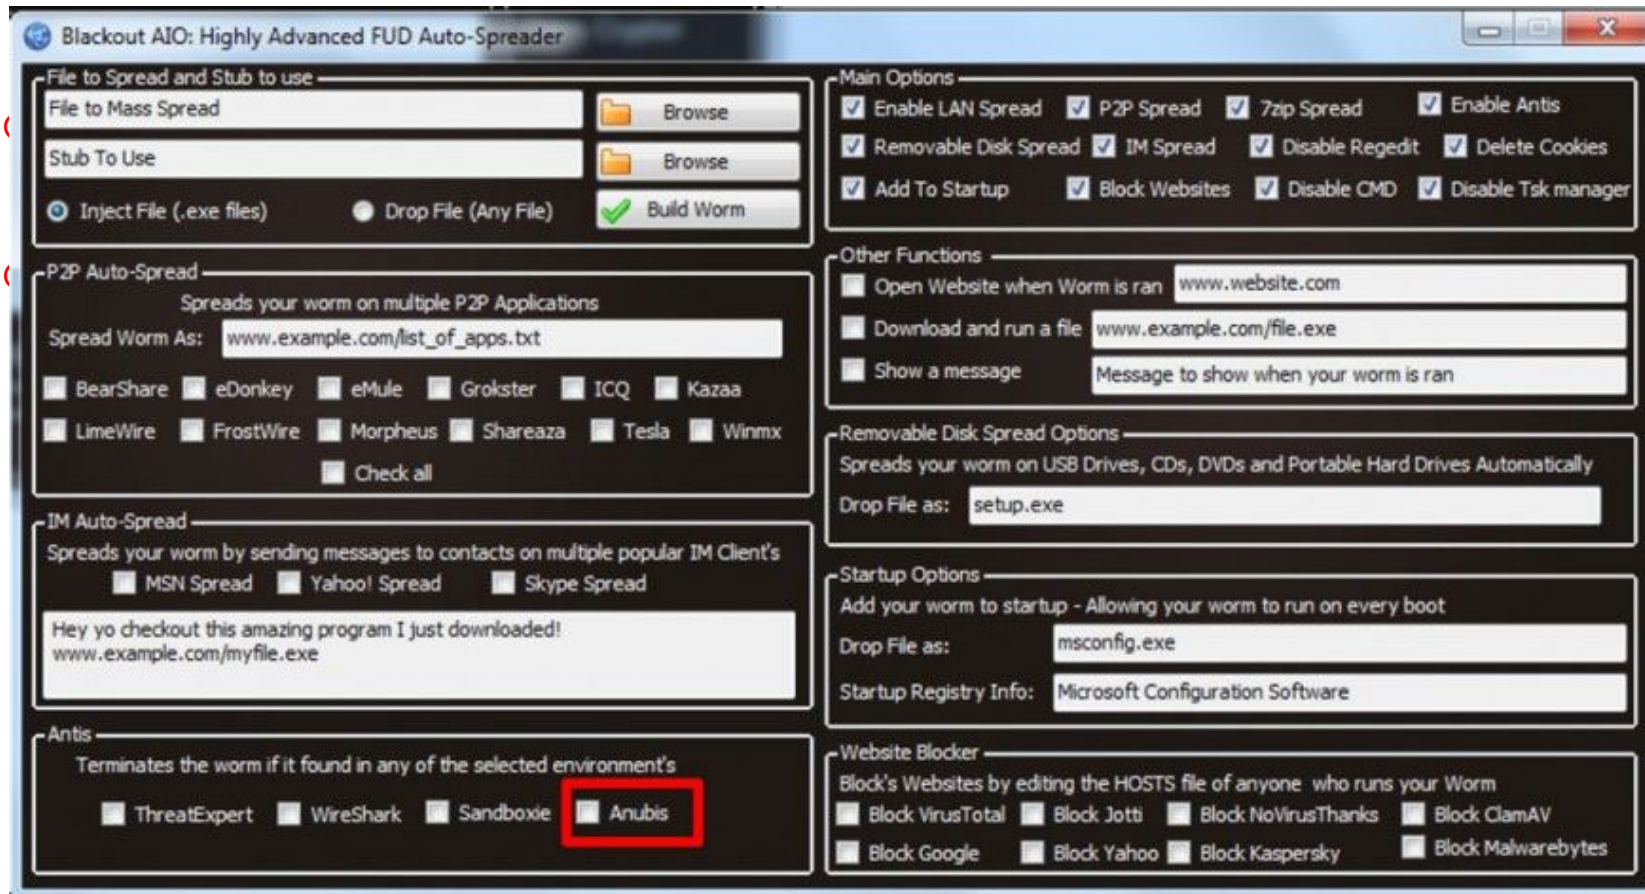 Blackout AIO: Highly Advanced FUD Auto-Spreader
File to Spread and Stub to use
File to Mass Spread
Browse
Stub To Use
Browse
Inject File (.exe files) Drop File (Any File) Build Worm
P2P Auto-Spread
Spreads your worm on multiple P2P Applications
Spread Worm As: www.example.com/list_of_apps.txt
BearShare eDonkey eMule Grokster ICQ Kazaa
LimeWire FrostWire Morpheus Shareaza Tesla Winmx
Check all
IM Auto-Spread
Spreads your worm by sending messages to contacts on multiple popular IM Client's
MSN Spread Yahoo! Spread Skype Spread
Hey yo checkout this amazing program I just downloaded!
www.example.com/myfile.exe
Antis
Terminates the worm if it found in any of the selected environment's
ThreatExpert WireShark Sandboxie Anubis
Main Options
Enable LAN Spread P2P Spread 7zip Spread Enable Antis
Removable Disk Spread IM Spread Disable Regedit Delete Cookies
Add To Startup Block Websites Disable CMD Disable Tsk manager
Other Functions
Open Website when Worm is ran www.website.com
Download and run a file www.example.com/file.exe
Show a message Message to show when your worm is ran
Removable Disk Spread Options
Spreads your worm on USB Drives, CDs, DVDs and Portable Hard Drives Automatically
Drop File as: setup.exe
Startup Options
Add your worm to startup - Allowing your worm to run on every boot
Drop File as: msconfig.exe
Startup Registry Info: Microsoft Configuration Software
Website Blocker
Block's Websites by editing the HOSTS file of anyone who runs your Worm
Block VirusTotal Block Jotti Block NoVirusThanks Block ClamAV
Block Google Block Yahoo Block Kaspersky Block Malwarebytes